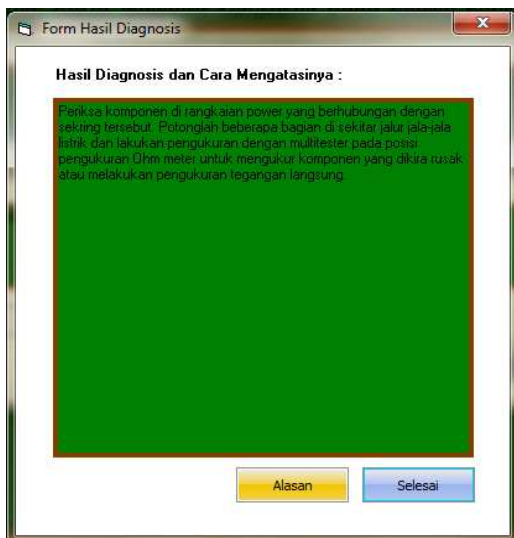 Form Hasil Diagnosis
Hasil Diagnosis dan Cara Mengatasinya :
Periksa komponen di rangkaian power yang berhubungan dengan
sekring tersebut. Potonglah beberapa bagian di sekitar jalur jala-jala
listrik dan lakukan pengukuran dengan multitester pada posisi
pengukuran Ohm meter untuk mengukur komponen yang dikira rusak
atau melakukan pengukuran tegangan langsung.
Alasan
Selesai